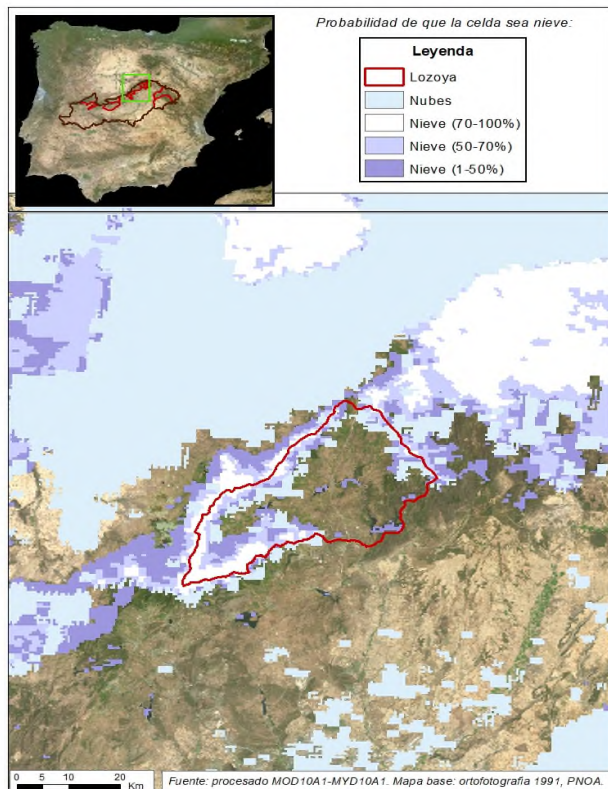 Probabilidad de que la celda sea nieve:
Leyenda
Lozoya
Nubes
Nieve (70-100%)
Nieve (50-70%)
Nieve (1-50%)
0 5 10 20
Km
Fuente: procesado MOD10A1-MYD10A1. Mapa base: ortofotografia 1991, PNOA.